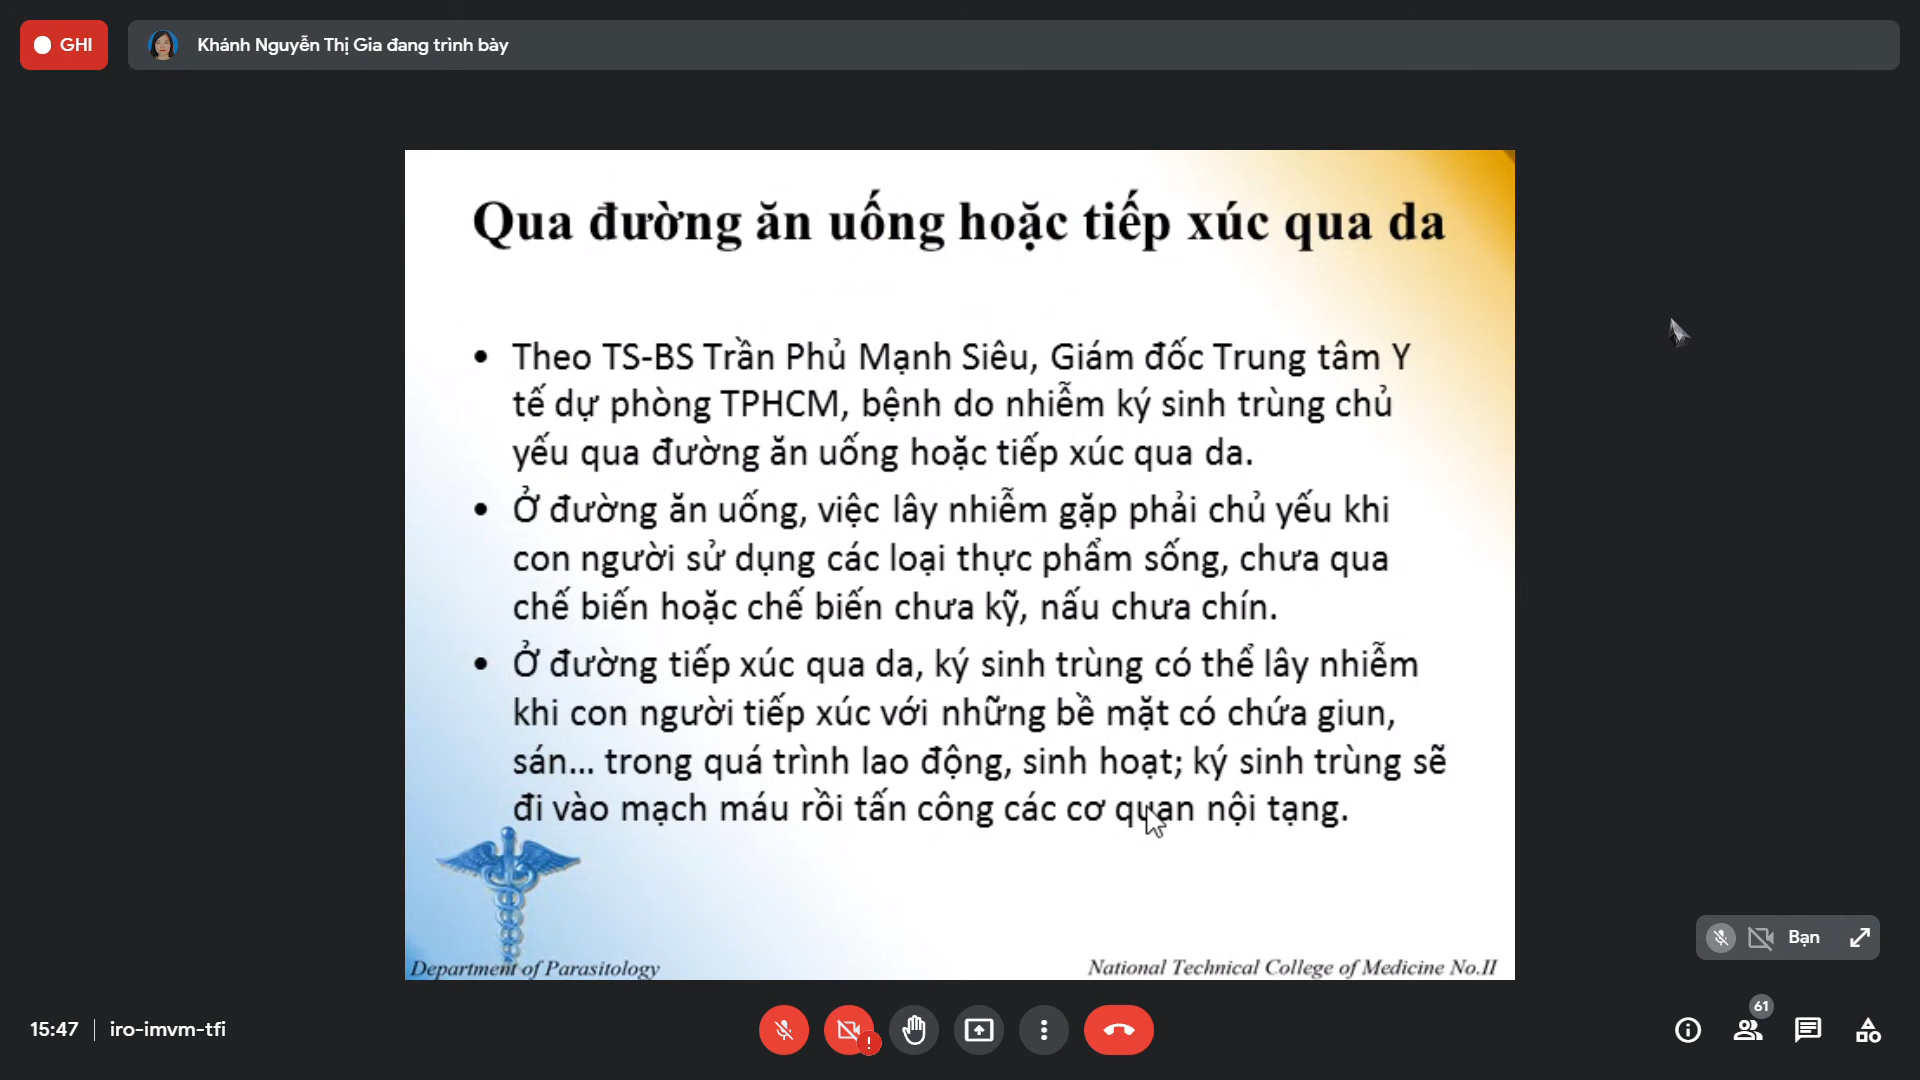 GHI
Khánh Nguyễn Thị Gia đang trình bày
Qua đường ăn uống hoặc tiếp xúc qua da
• Theo TS-BS Trần Phủ Mạnh Siêu, Giám đốc Trung tâm Y
tế dự phòng TPHCM, bệnh do nhiễm ký sinh trùng chủ
yếu qua đường ăn uống hoặc tiếp xúc qua da.
• Ở đường ăn uống, việc lây nhiễm gặp phải chủ yếu khi
con người sử dụng các loại thực phẩm sống, chưa qua
chế biến hoặc chế biến chưa kỹ, nấu chưa chín.
• Ở đường tiếp xúc qua da, ký sinh trùng có thể lây nhiễm
khi con người tiếp xúc với những bề mặt có chứa giun,
sán... trong quá trình lao động, sinh hoạt; ký sinh trùng sẽ
đi vào mạch máu rồi tấn công các cơ quan nội tạng.
Department of Parasitology
National Technical College of Medicine No.II
Bạn
15:47 | iro-imvm-tfi
61